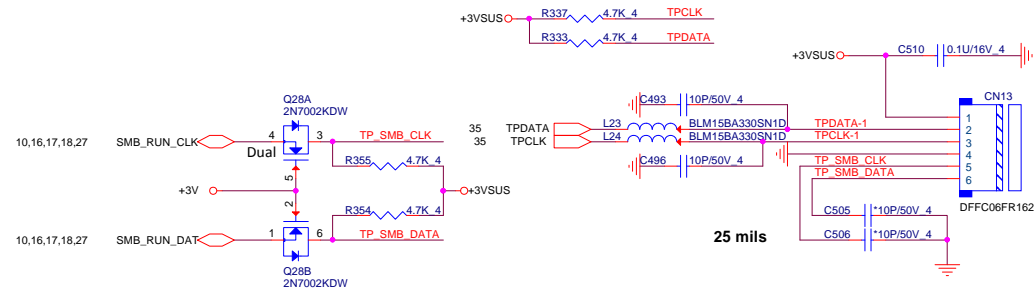 +3VSUS
R337 4.7K_4 TPCLK
R333 4.7K_4 TPDATA
+3VSUS
C510 0.1U/16V_4
CN13
1
2
3
4
5
6
DFFC06FR162
Q28A
2N7002KDW
10,16,17,18,27 SMB_RUN_CLK 4 3 TP_SMB_CLK
Dual
5
R355 4.7K_4
+3V
+3VSUS
2
R354 4.7K_4
10,16,17,18,27 SMB_RUN_DAT 1 6 TP_SMB_DATA
Q28B
2N7002KDW
C493 10P/50V_4
35 TPDATA L23 BLM15BA330SN1D TPDATA-1
35 TPCLK L24 BLM15BA330SN1D TPCLK-1
C496 10P/50V_4
TP_SMB_CLK
TP_SMB_DATA
C505 *10P/50V_4
C506 *10P/50V_4
25 mils